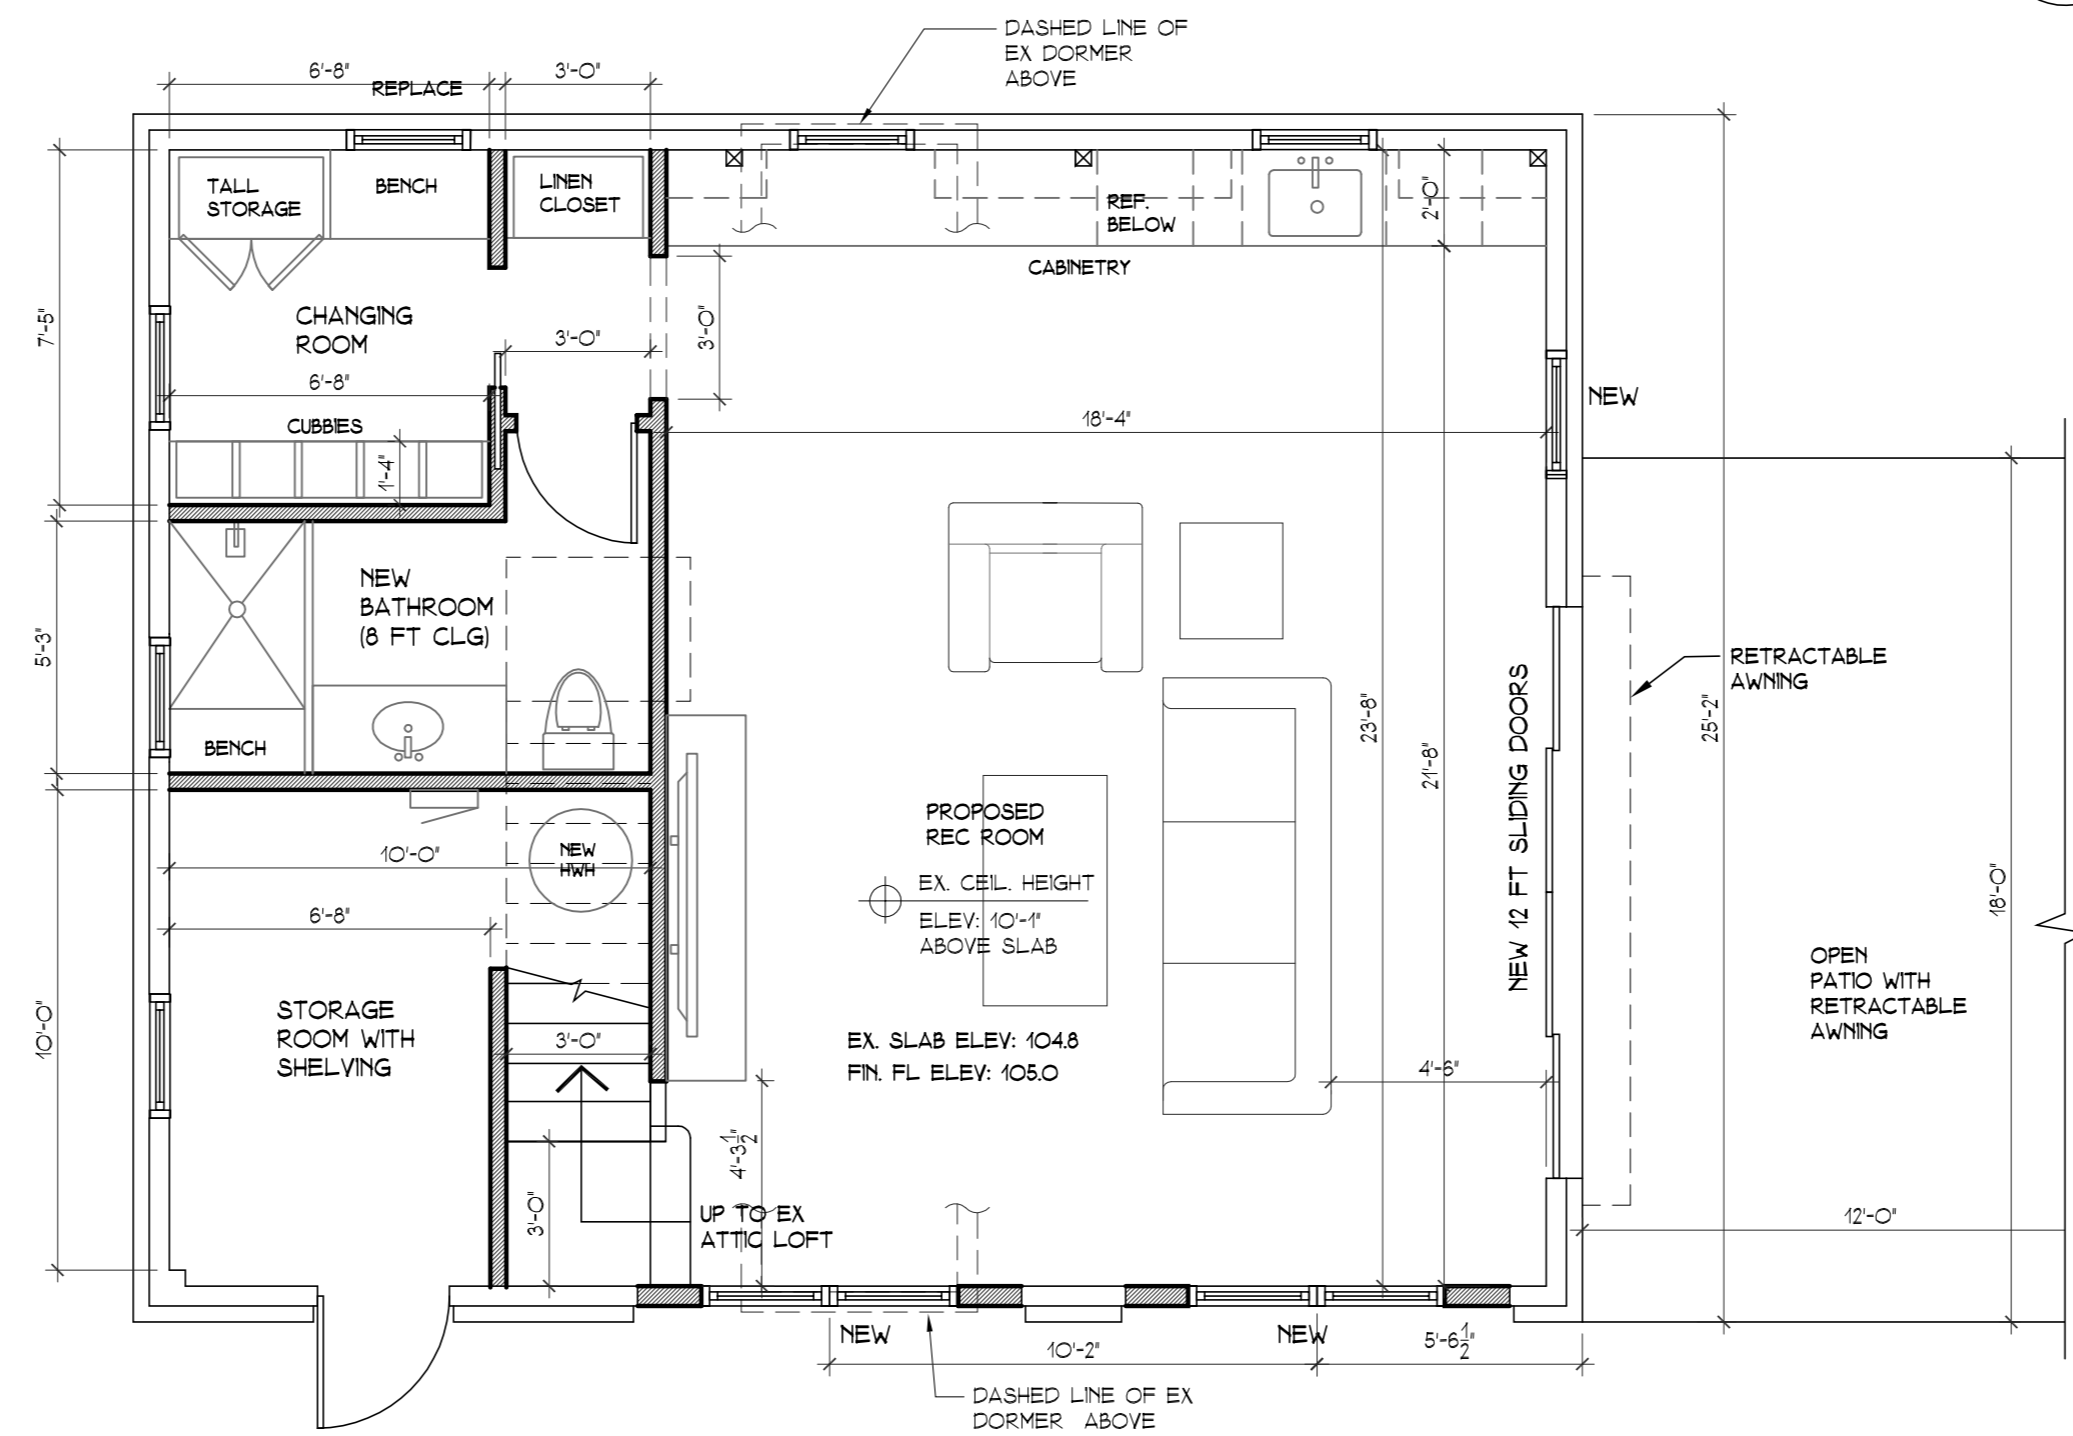 DASHED LINE OF
EX DORMER
ABOVE
6'-8"
REPLACE
3'-0"
TALL
STORAGE
BENCH
LINEN
CLOSET
REF.
BELOW
2'-0"
CABINETRY
CHANGING
ROOM
7'-5"
3'-0"
3'-0"
6'-8"
NEW
CUBBIES
18'-4"
1'-4"
NEW
BATHROOM
(8 FT CLG)
5'-3"
BENCH
RETRACTABLE
AWNING
23'-8"
21'-8"
25'-2"
NEW 12 FT SLIDING DOORS
PROPOSED
REC ROOM
10'-0"
NEW
HWH
EX. CEIL. HEIGHT
ELEV: 10'-1"
ABOVE SLAB
6'-8"
18'-0"
OPEN
PATIO WITH
RETRACTABLE
AWNING
STORAGE
ROOM WITH
SHELVING
10'-0"
3'-0"
EX. SLAB ELEV: 104.8
FIN. FL ELEV: 105.0
4'-6"
4'-3 1/2"
3'-0"
UP TO EX
ATTIC LOFT
12'-0"
NEW
NEW
10'-2"
5'-6 1/2"
DASHED LINE OF EX
DORMER ABOVE